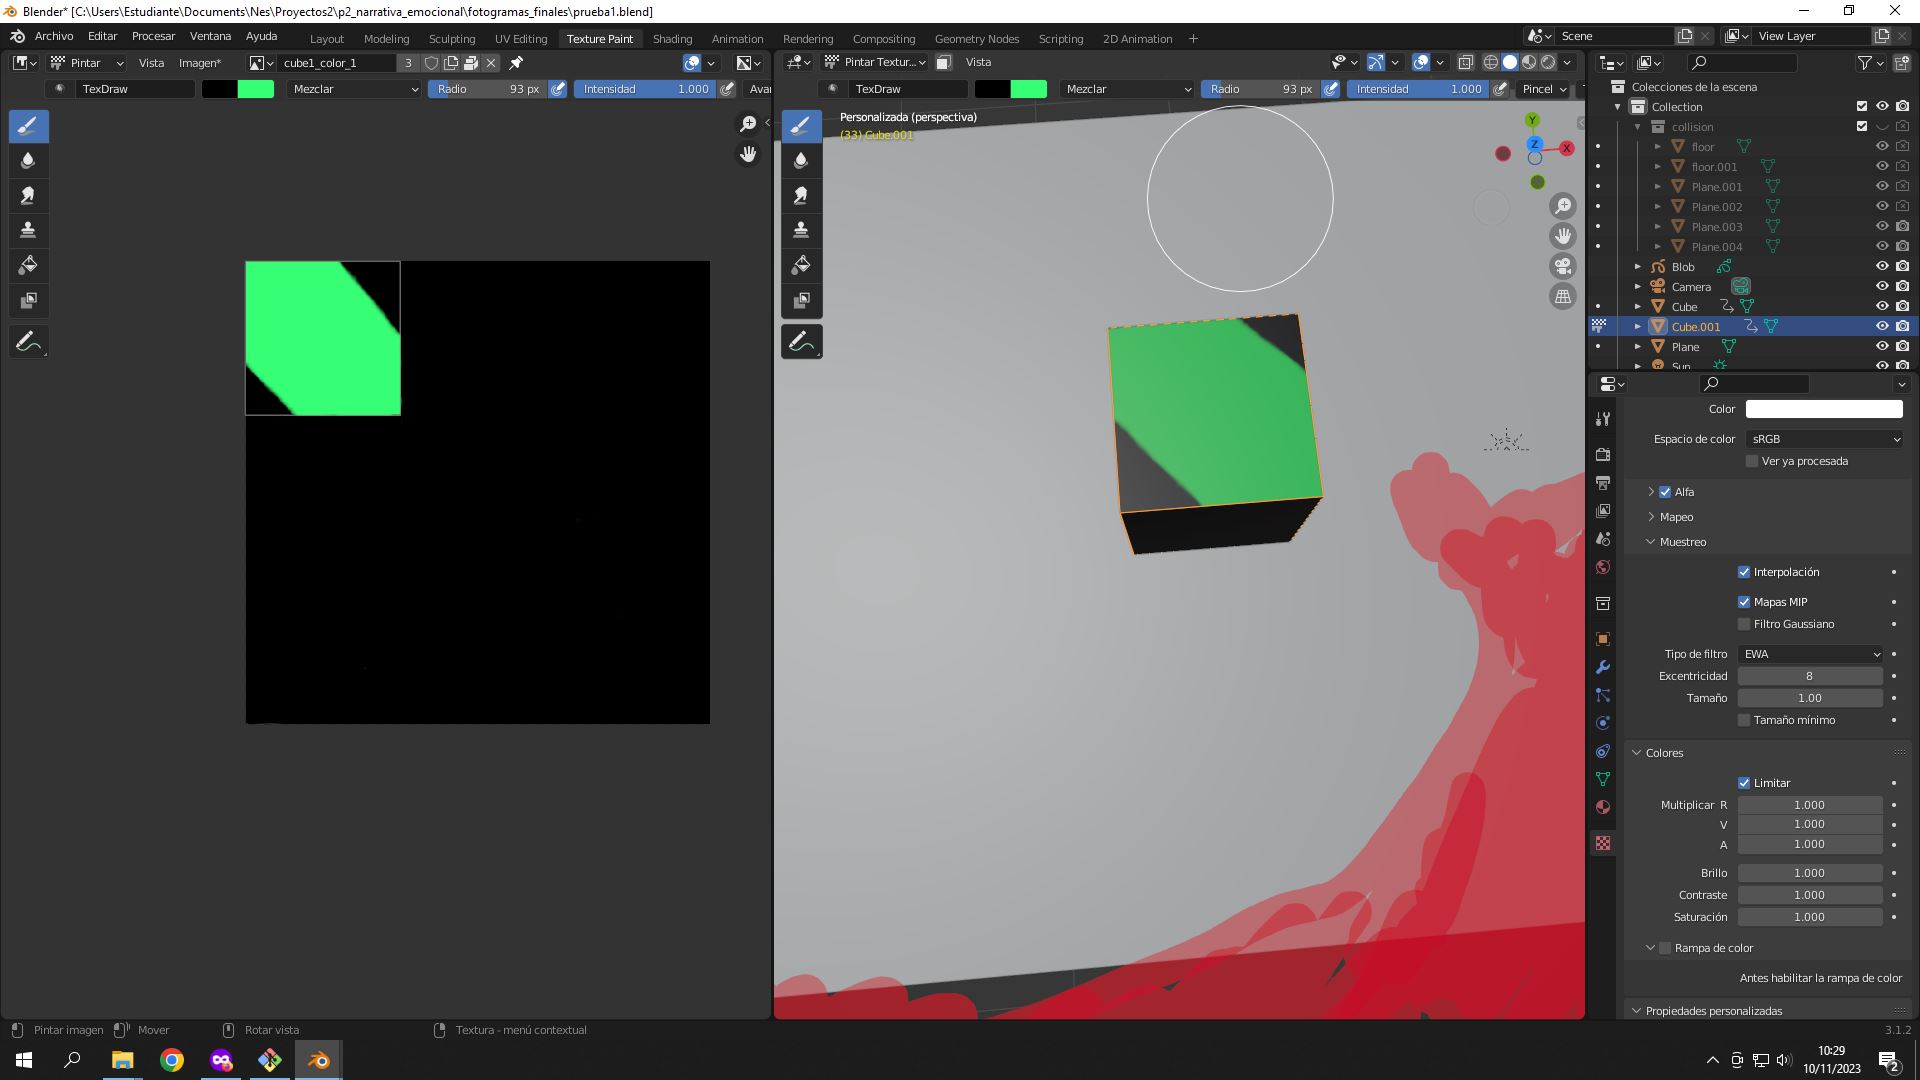 Blender* [C:\Users\Estudiante\Documents\Nes\Proyectos2\p2_narrativa_emocional\fotogramas_finales\prueba1.blend]
Archivo Editar Procesar Ventana Ayuda Layout Modeling Sculpting UV Editing Texture Paint Shading Animation Rendering Compositing Geometry Nodes Scripting 2D Animation + Scene View Layer
Pintar Vista Imagen* cube1_color_1 3
Pintar Textur... Vista
TexDraw Mezclar Radio 93 px Intensidad 1.000 Avar
TexDraw Mezclar Radio 93 px Intensidad 1.000 Pincel
Personalizada (perspectiva)
(33) Cube.001
Y
Z
X
Colecciones de la escena
Collection
collision
floor
floor.001
Plane.001
Plane.002
Plane.003
Plane.004
Blob
Camera
Cube
Cube.001
Plane
Sun
Color
Espacio de color sRGB
Ver ya procesada
Alfa
Mapeo
Muestreo
Interpolación
Mapas MIP
Filtro Gaussiano
Tipo de filtro EWA
Excentricidad 8
Tamaño 1.00
Tamaño mínimo
Colores
Limitar
Multiplicar R 1.000
V 1.000
A 1.000
Brillo 1.000
Contraste 1.000
Saturación 1.000
Rampa de color
Antes habilitar la rampa de color
Propiedades personalizadas
Pintar imagen Mover Rotar vista Textura - menú contextual 3.1.2
10:29
10/11/2023
2